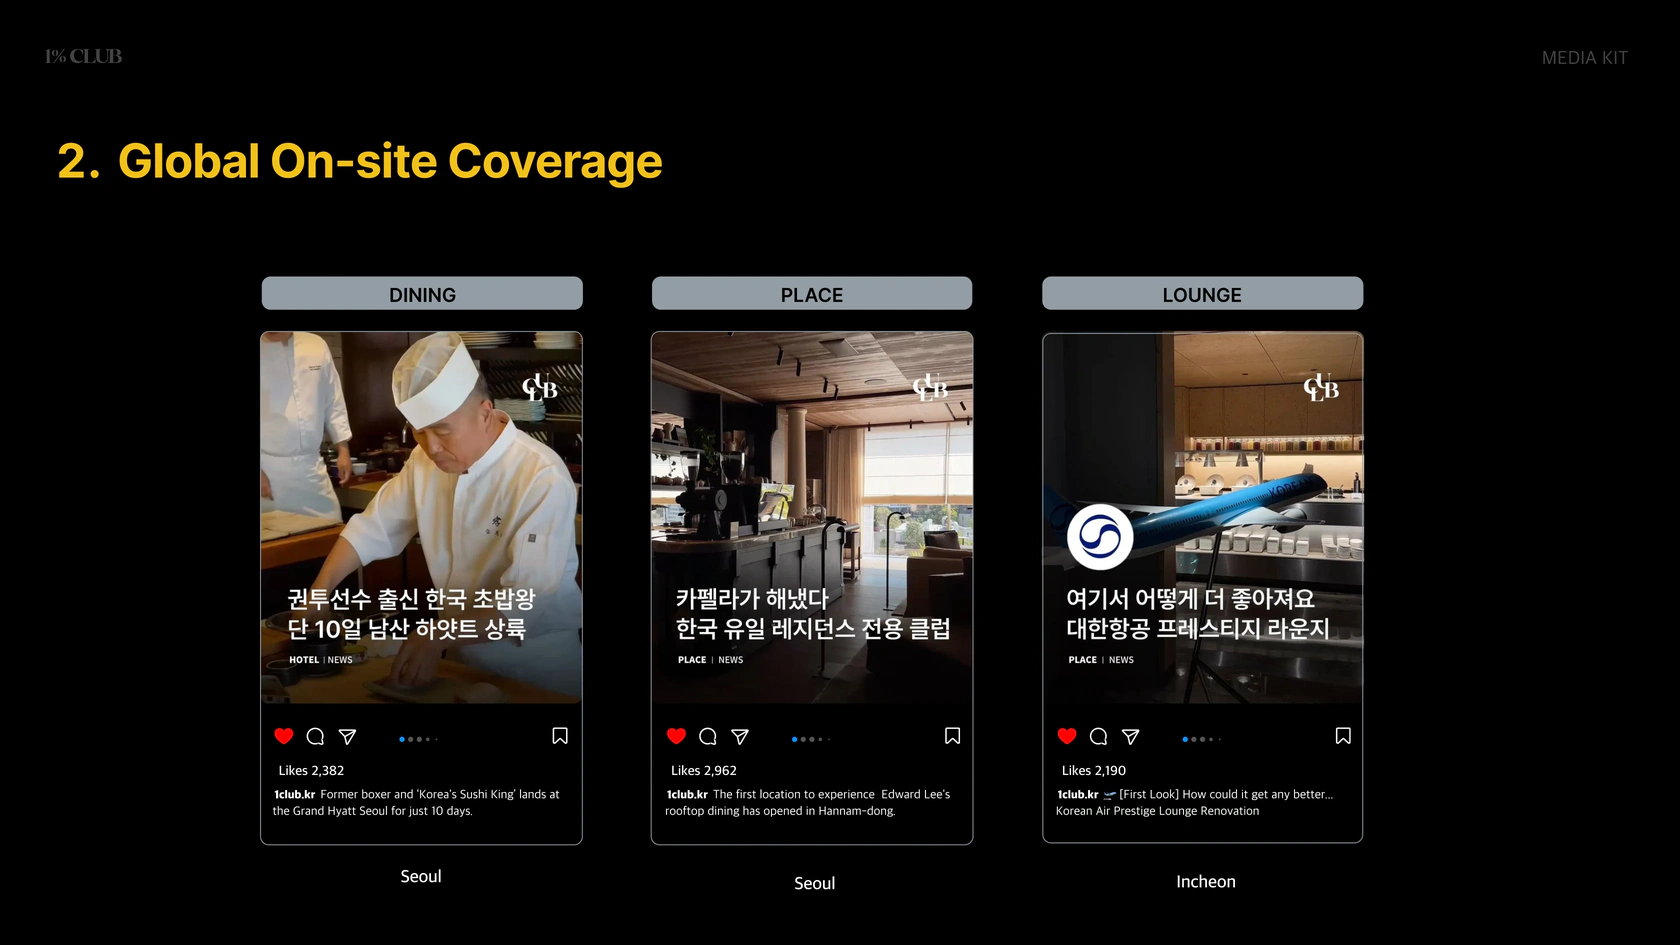 1% CLUB
MEDIA KIT
2. Global On-site Coverage
DINING
PLACE
LOUNGE
CLUB
권투선수 출신 한국 초밥왕
단 10일 남산 하얏트 상륙
HOTEL | NEWS
Likes 2,382
1club.kr Former boxer and ‘Korea's Sushi King’ lands at
the Grand Hyatt Seoul for just 10 days.
Seoul
CLUB
카펠라가 해냈다
한국 유일 레지던스 전용 클럽
PLACE | NEWS
Likes 2,962
1club.kr The first location to experience Edward Lee's
rooftop dining has opened in Hannam-dong.
Seoul
CLUB
KOREAN
여기서 어떻게 더 좋아져요
대한항공 프레스티지 라운지
PLACE | NEWS
Likes 2,190
1club.kr 🛫 [First Look] How could it get any better...
Korean Air Prestige Lounge Renovation
Incheon